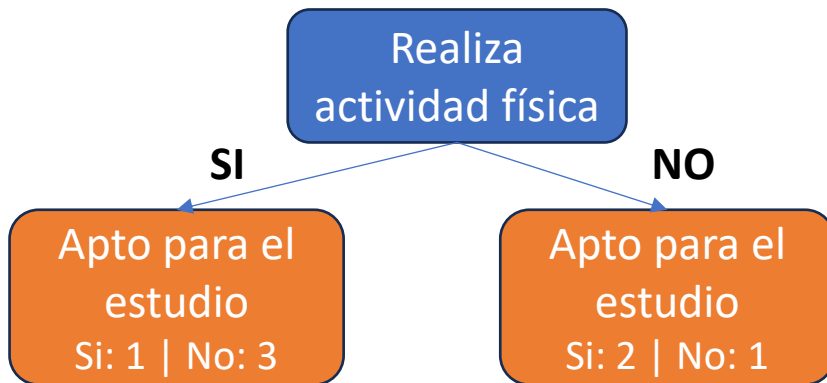 Realiza
actividad física
SI
NO
Apto para el
estudio
Si: 1 | No: 3
Apto para el
estudio
Si: 2 | No: 1